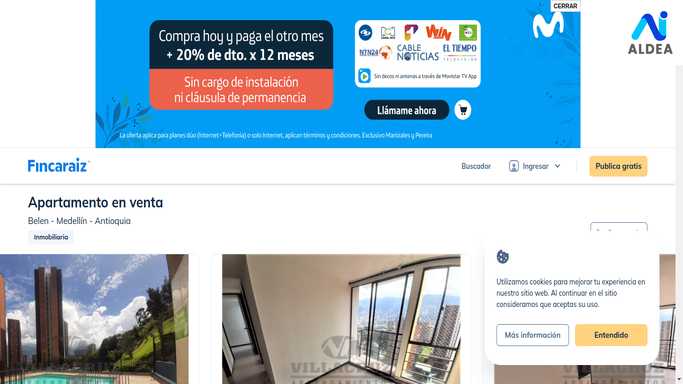 CERRAR
Compra hoy y paga el otro mes
+ 20% de dto. x 12 meses
Sin cargo de instalación
ni cláusula de permanencia
WIN
NTN24
CABLE
NOTICIAS
EL TIEMPO
TELEVISIÓN
Sin decos ni antenas a través de Movistar TV App
Llámame ahora
La oferta aplica para planes dúo (Internet+Telefonía) o solo Internet, aplican términos y condiciones. Exclusivo Manizales y Pereira
ALDEA
Fincaraiz
Buscador
Ingresar
Publica gratis
Apartamento en venta
Belen - Medellín - Antioquia
Inmobiliaria
Utilizamos cookies para mejorar tu experiencia en
nuestro sitio web. Al continuar en el sitio
consideramos que aceptas su uso.
Más información
Entendido